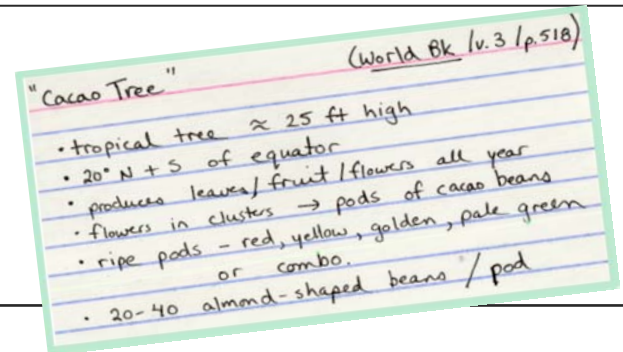 "Cacao Tree" (World Bk /v.3 /p.518)
• tropical tree ≈ 25 ft high
• 20° N + S of equator
• produces leaves/fruit/flowers all year
• flowers in clusters → pods of cacao beans
• ripe pods - red, yellow, golden, pale green
or combo.
• 20-40 almond-shaped beans / pod